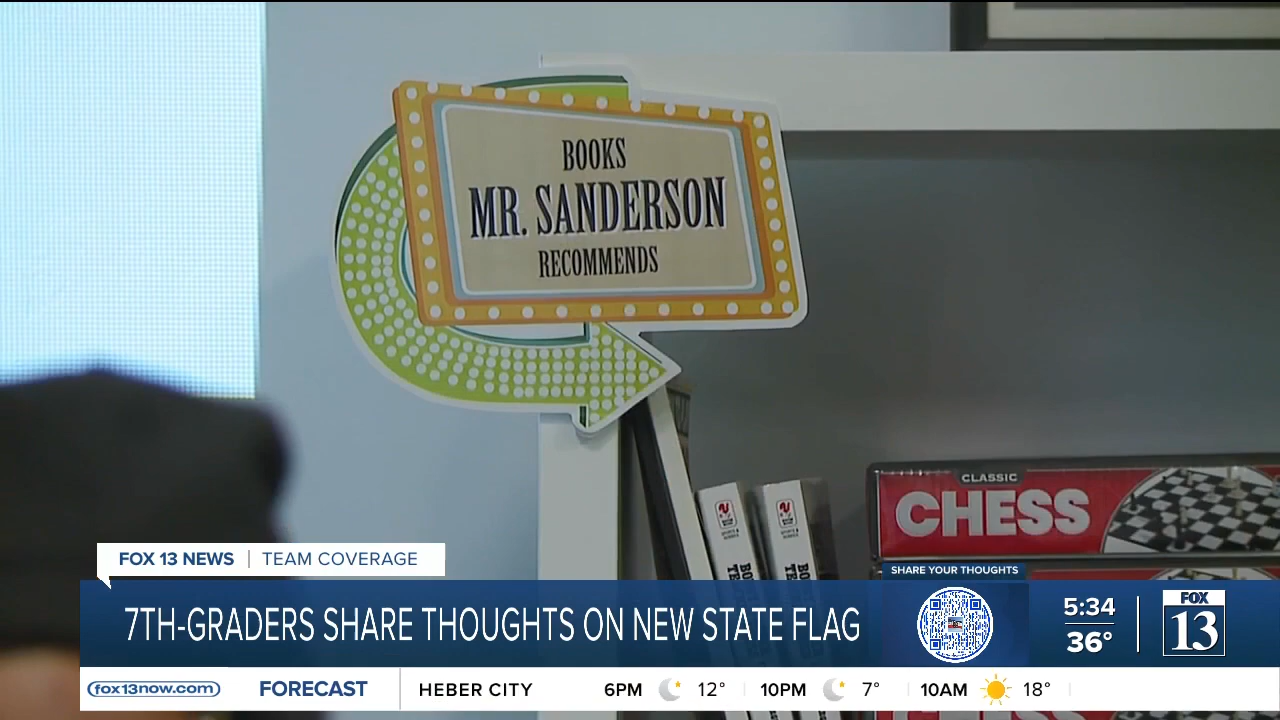 BOOKS
MR. SANDERSON
RECOMMENDS
CLASSIC
CHESS
FOX 13 NEWS | TEAM COVERAGE
SHARE YOUR THOUGHTS
7TH-GRADERS SHARE THOUGHTS ON NEW STATE FLAG
5:34
36°
FOX
13
fox13now.com
FORECAST
HEBER CITY
6PM 12°
10PM 7°
10AM 18°